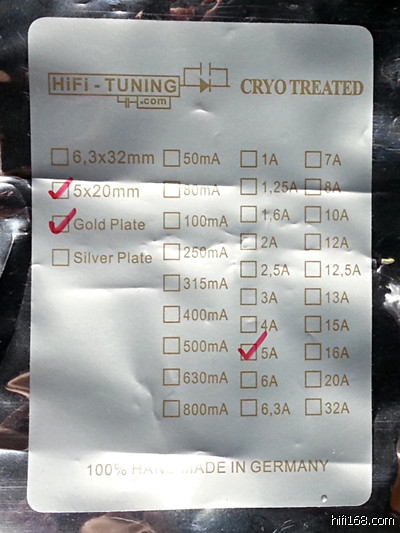 HiFi - TUNING
.com
CRYO TREATED
6,3x32mm 50mA 1A 7A
5x20mm 80mA 1,25A 8A
Gold Plate 100mA 1,6A 10A
Silver Plate 250mA 2A 12A
315mA 2,5A 12,5A
400mA 3A 13A
500mA 4A 15A
630mA 5A 16A
800mA 6A 20A
6,3A 32A
100% HAND MADE IN GERMANY
hifi168.com